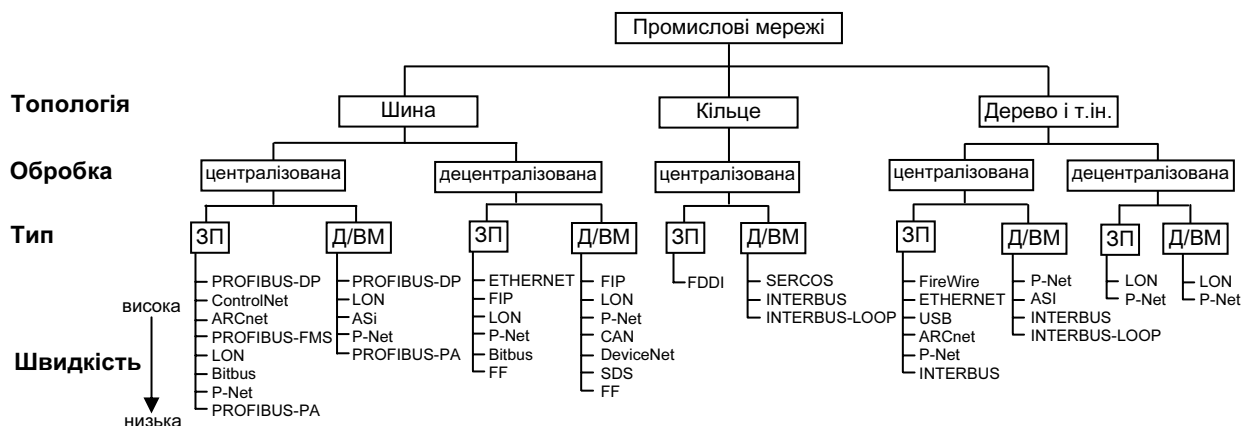 Промислові мережі
Топологія
Шина
Кільце
Дерево і т.ін.
Обробка
централізована
децентралізована
централізована
централізована
децентралізована
Тип
ЗП
Д/ВМ
ЗП
Д/ВМ
ЗП
Д/ВМ
ЗП
Д/ВМ
ЗП
Д/ВМ
Швидкість
висока
низька
PROFIBUS-DP
ControlNet
ARCnet
PROFIBUS-FMS
LON
Bitbus
P-Net
PROFIBUS-PA
PROFIBUS-DP
LON
ASi
P-Net
PROFIBUS-PA
ETHERNET
FIP
LON
P-Net
Bitbus
FF
FIP
LON
P-Net
CAN
DeviceNet
SDS
FF
FDDI
SERCOS
INTERBUS
INTERBUS-LOOP
FireWire
ETHERNET
USB
ARCnet
P-Net
INTERBUS
P-Net
ASI
INTERBUS
INTERBUS-LOOP
LON
P-Net
LON
P-Net